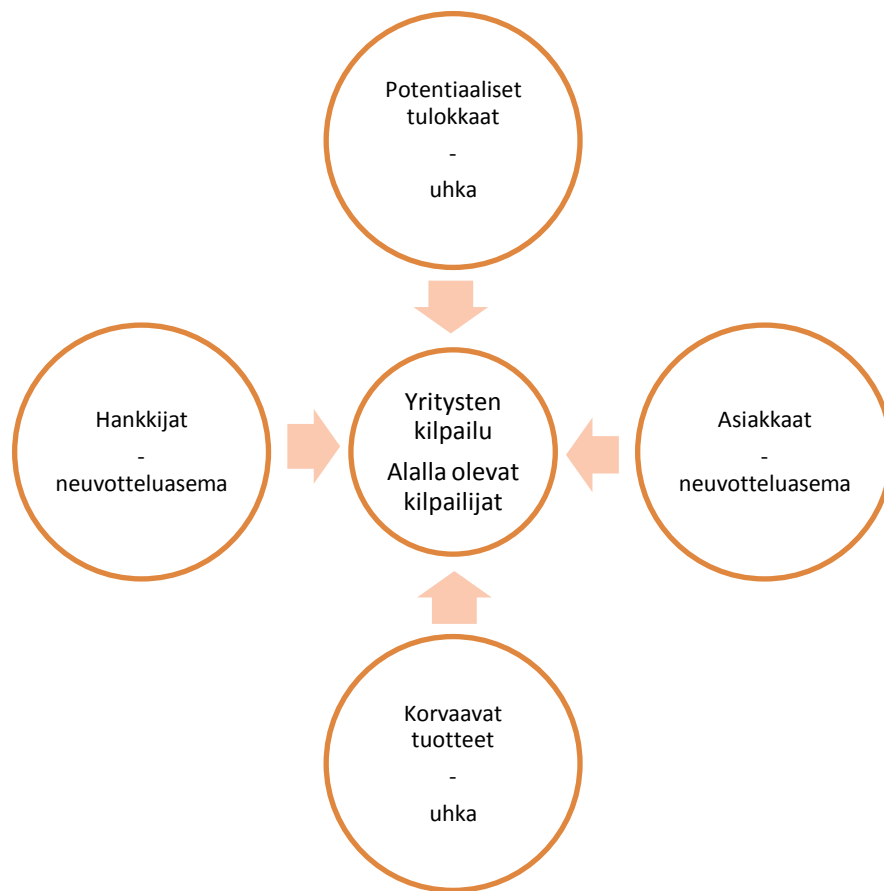 Potentiaaliset
tulokkaat
-
uhka
Hankkijat
-
neuvotteluasema
Yritysten
kilpailu
Alalla olevat
kilpailijat
Asiakkaat
-
neuvotteluasema
Korvaavat
tuotteet
-
uhka